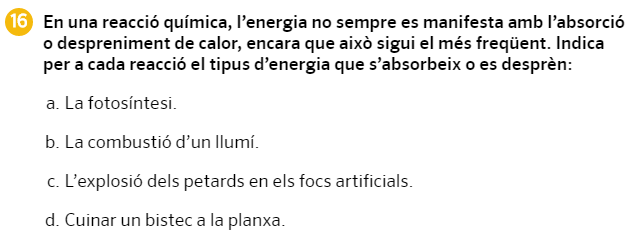 16 En una reacció química, l’energia no sempre es manifesta amb l’absorció
o despreniment de calor, encara que això sigui el més freqüent. Indica
per a cada reacció el tipus d’energia que s’absorbeix o es desprèn:
a. La fotosíntesi.
b. La combustió d’un llumí.
c. L’explosió dels petards en els focs artificials.
d. Cuinar un bistec a la planxa.